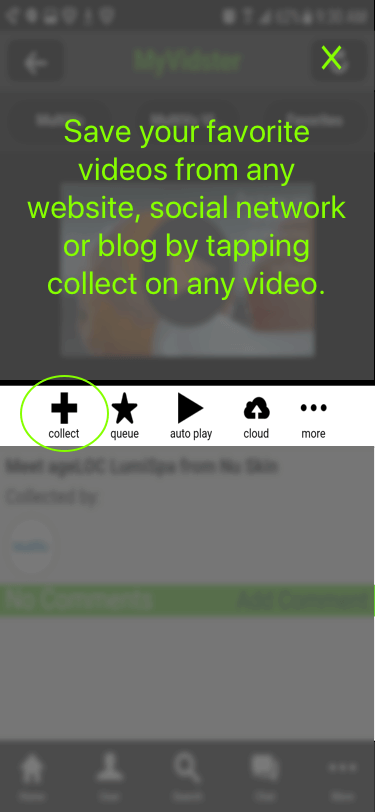 MyVidster
X
Save your favorite
videos from any
website, social network
or blog by tapping
collect on any video.
collect queue auto play cloud more
Meet ageLOC LumiSpa from Nu Skin
Collected by:
No Comments Add Comment